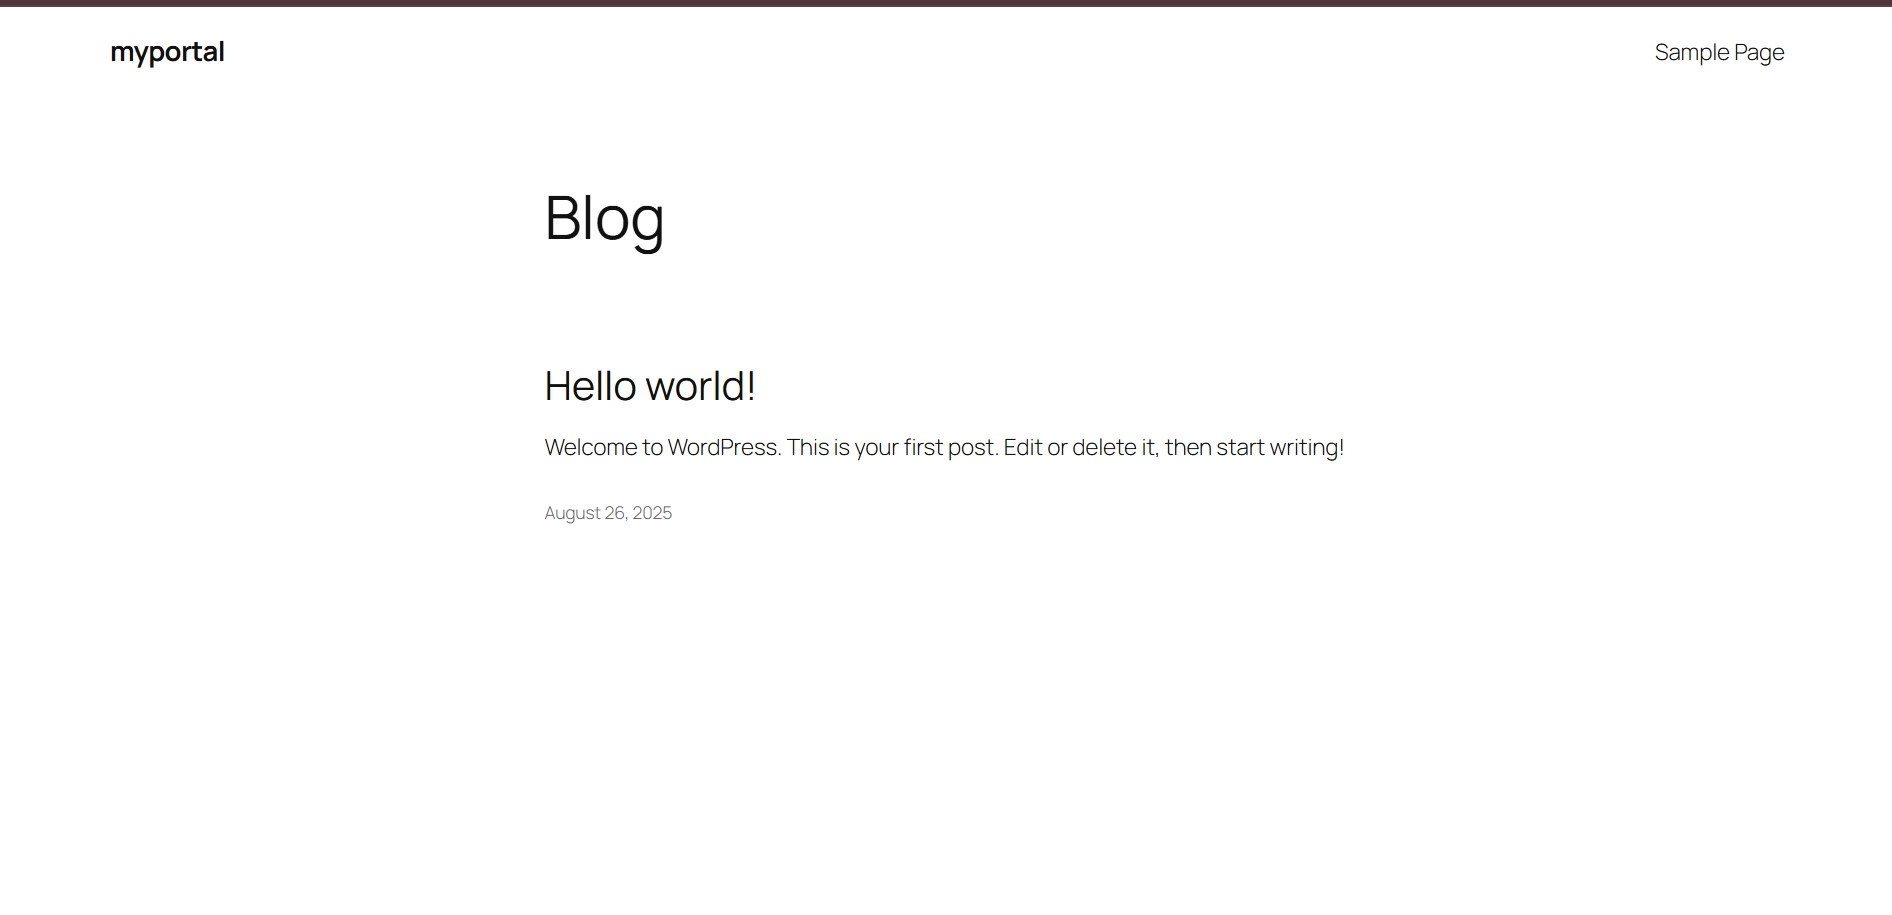 myportal
Sample Page
Blog
Hello world!
Welcome to WordPress. This is your first post. Edit or delete it, then start writing!
August 26, 2025